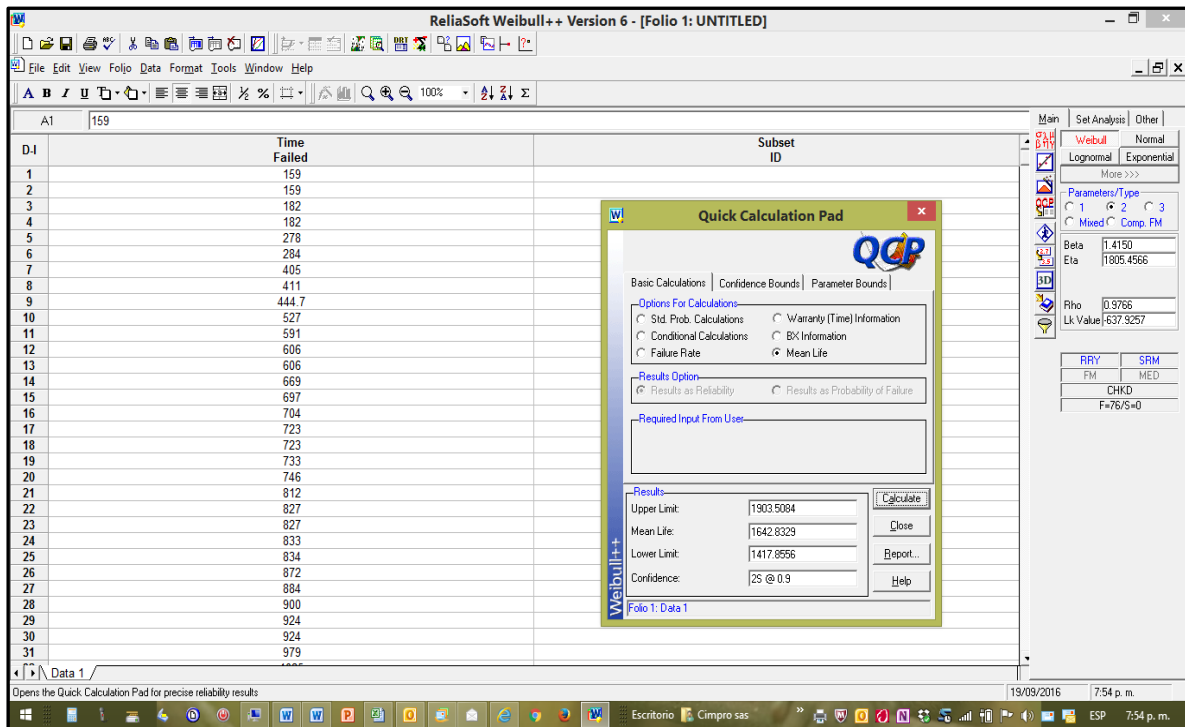 ReliaSoft Weibull++ Version 6 - [Folio 1: UNTITLED]
File Edit View Folio Data Format Tools Window Help
A B I U 100% Σ
A1 159
Main Set Analysis Other
D-I Time Failed Subset ID
1 159
2 159
3 182
4 182
5 278
6 284
7 405
8 411
9 444.7
10 527
11 591
12 606
13 606
14 669
15 697
16 704
17 723
18 723
19 733
20 746
21 812
22 827
23 827
24 833
25 834
26 872
27 884
28 900
29 924
30 924
31 979
Quick Calculation Pad
QCP
Basic Calculations Confidence Bounds Parameter Bounds
Options For Calculations
Std. Prob. Calculations Warranty (Time) Information
Conditional Calculations BX Information
Failure Rate Mean Life
Results Option
Results as Reliability Results as Probability of Failure
Required Input From User
Results
Upper Limit: 1903.5084
Mean Life: 1642.8329
Lower Limit: 1417.8556
Confidence: 2S @ 0.9
Calculate
Close
Report...
Help
Weibull++
Folio 1: Data 1
Weibull Normal
Lognormal Exponential
More >>>
Parameters/Type
1 2 3
Mixed Comp. FM
Beta 1.4150
Eta 1805.4566
Rho 0.9766
Lk Value -637.9257
RRY SRM
FM MED
CHKD
F=76/S=0
Data 1
Opens the Quick Calculation Pad for precise reliability results 19/09/2016 7:54 p. m.
Escritorio Cimpro sas ESP 7:54 p. m.